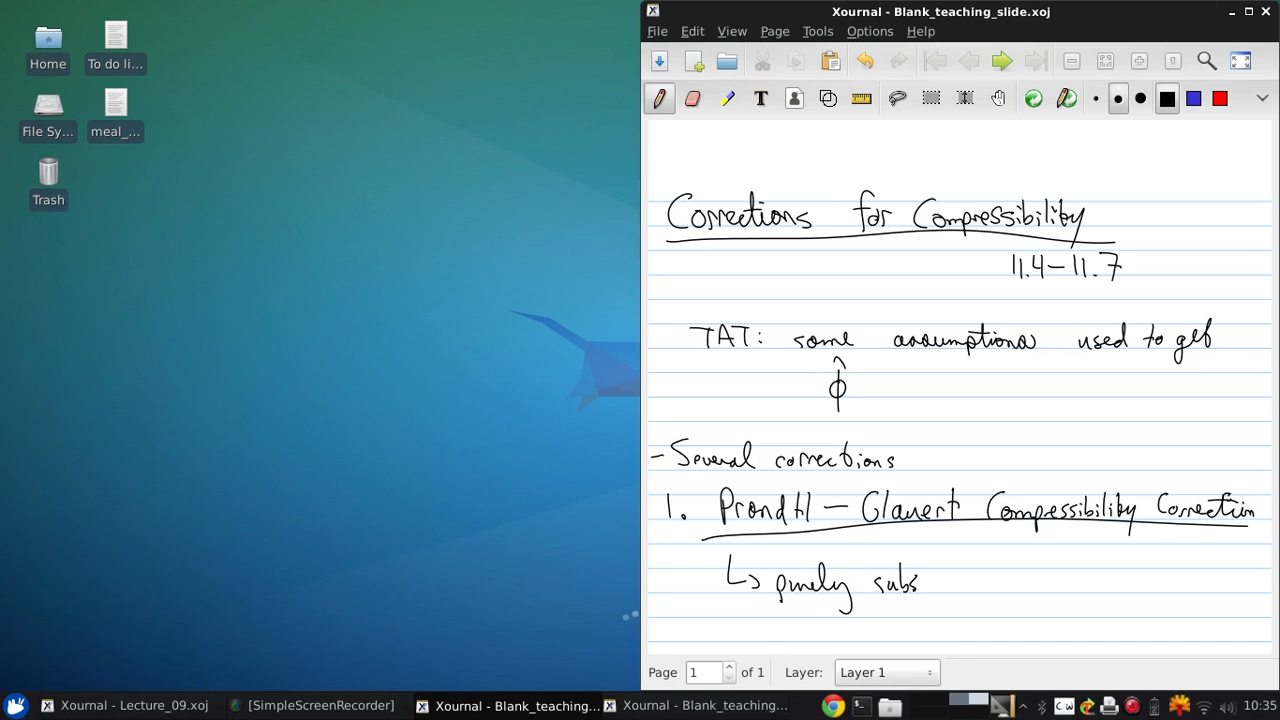 Xournal - Blank_teaching_slide.xoj
File Edit View Page Tools Options Help
Home
To do li...
File Sy...
meal_...
Trash
Corrections for Compressibility
11.4-11.7
TAT: some assumptions used to get
ϕ
- Several corrections
1. Prandtl - Glauert Compressibility Correction
↳ purely subs
Page 1 of 1 Layer: Layer 1
Xournal - Lecture_09.xoj
[SimpleScreenRecorder]
Xournal - Blank_teaching...
Xournal - Blank_teaching...
10:35